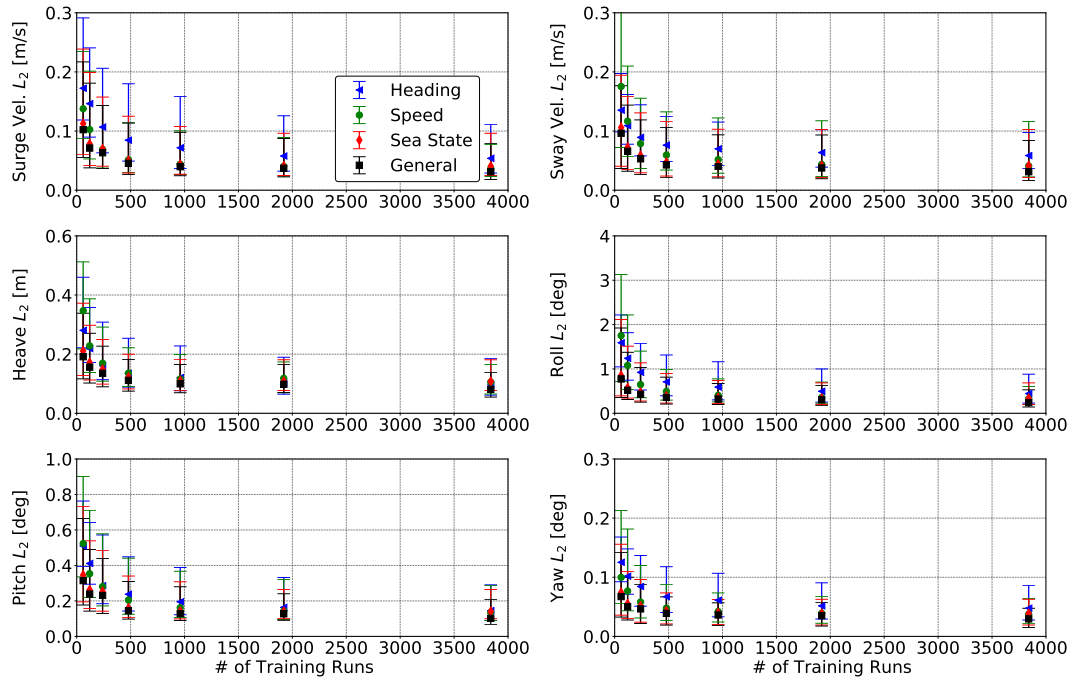 Surge Vel. L₂ [m/s]
0.3
0.2
0.1
0.0
0 500 1000 1500 2000 2500 3000 3500 4000
Heading
Speed
Sea State
General
Sway Vel. L₂ [m/s]
0.3
0.2
0.1
0.0
0 500 1000 1500 2000 2500 3000 3500 4000
Heave L₂ [m]
0.6
0.4
0.2
0.0
0 500 1000 1500 2000 2500 3000 3500 4000
Roll L₂ [deg]
4
3
2
1
0
0 500 1000 1500 2000 2500 3000 3500 4000
Pitch L₂ [deg]
1.0
0.8
0.6
0.4
0.2
0.0
0 500 1000 1500 2000 2500 3000 3500 4000
# of Training Runs
Yaw L₂ [deg]
0.3
0.2
0.1
0.0
0 500 1000 1500 2000 2500 3000 3500 4000
# of Training Runs